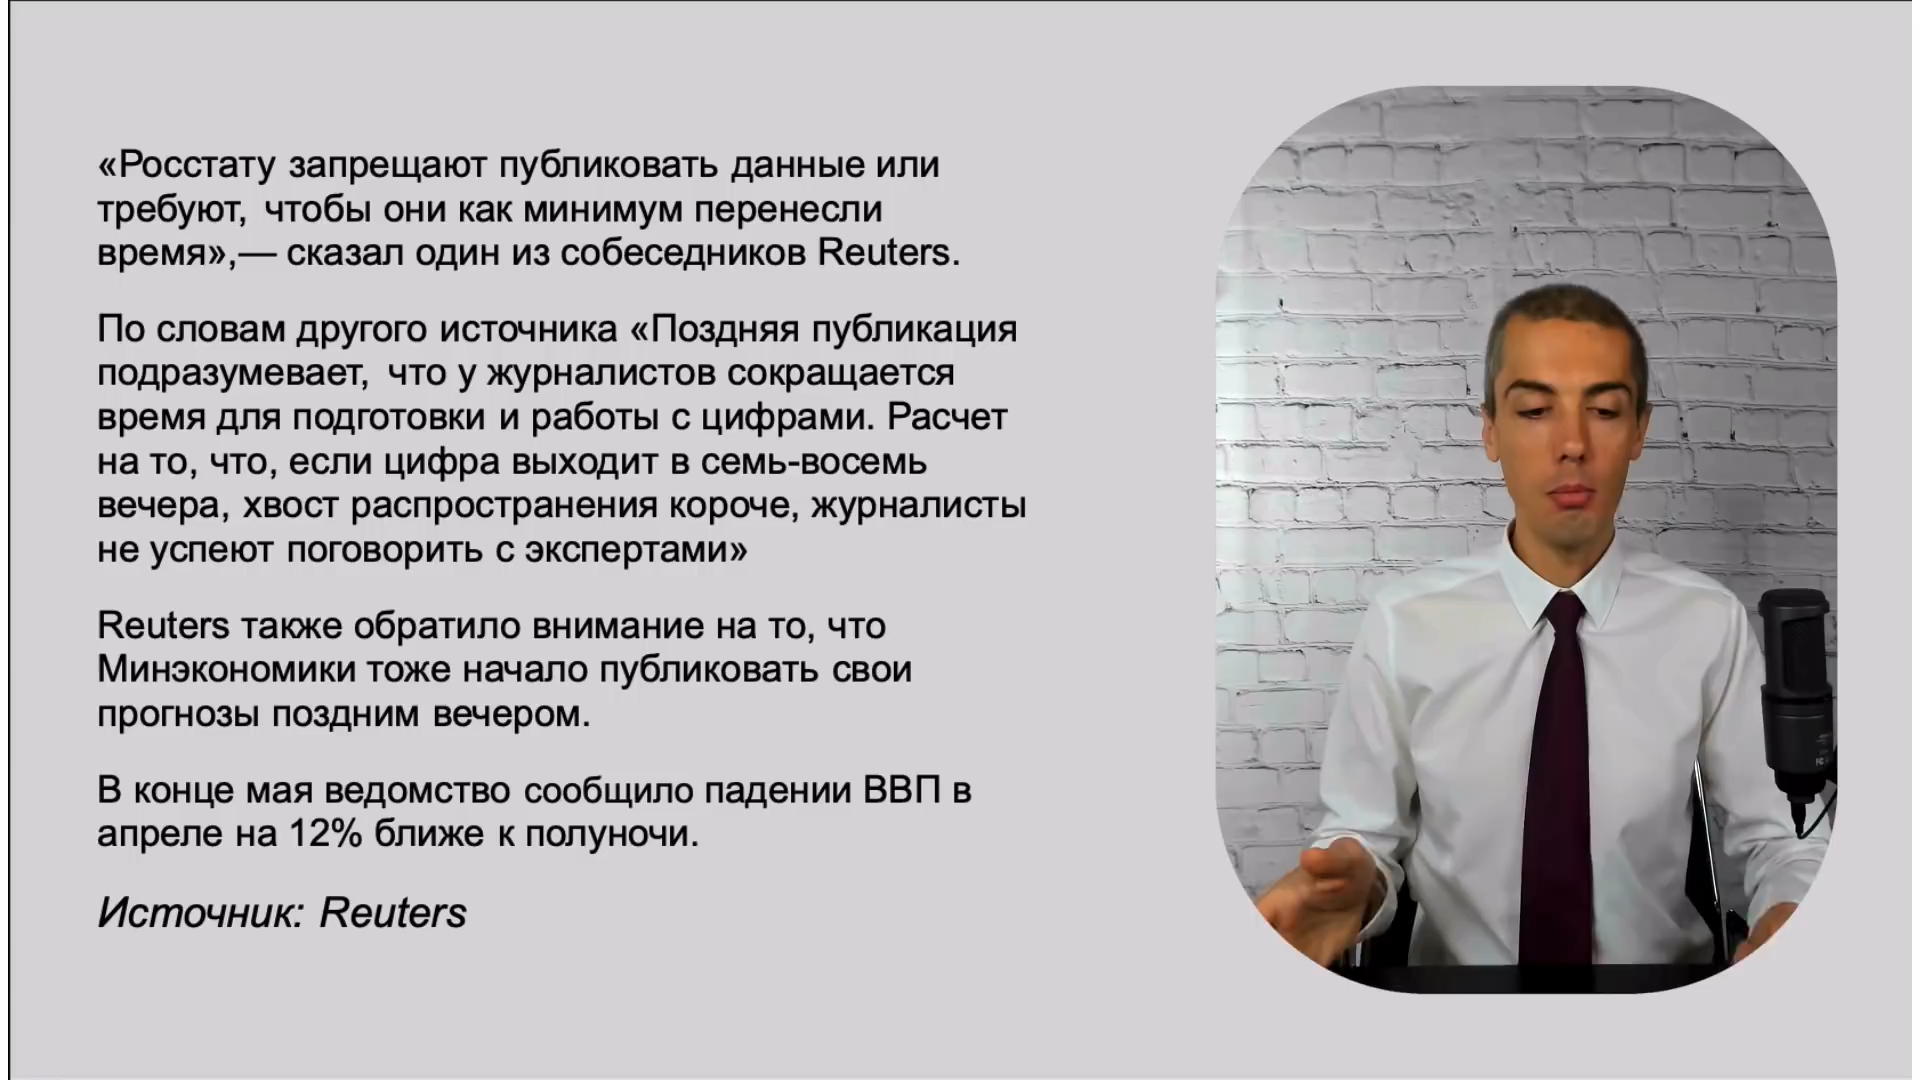 «Росстату запрещают публиковать данные или
требуют, чтобы они как минимум перенесли
время»,— сказал один из собеседников Reuters.
По словам другого источника «Поздняя публикация
подразумевает, что у журналистов сокращается
время для подготовки и работы с цифрами. Расчет
на то, что, если цифра выходит в семь-восемь
вечера, хвост распространения короче, журналисты
не успеют поговорить с экспертами»
Reuters также обратило внимание на то, что
Минэкономики тоже начало публиковать свои
прогнозы поздним вечером.
В конце мая ведомство сообщило падении ВВП в
апреле на 12% ближе к полуночи.
Источник: Reuters